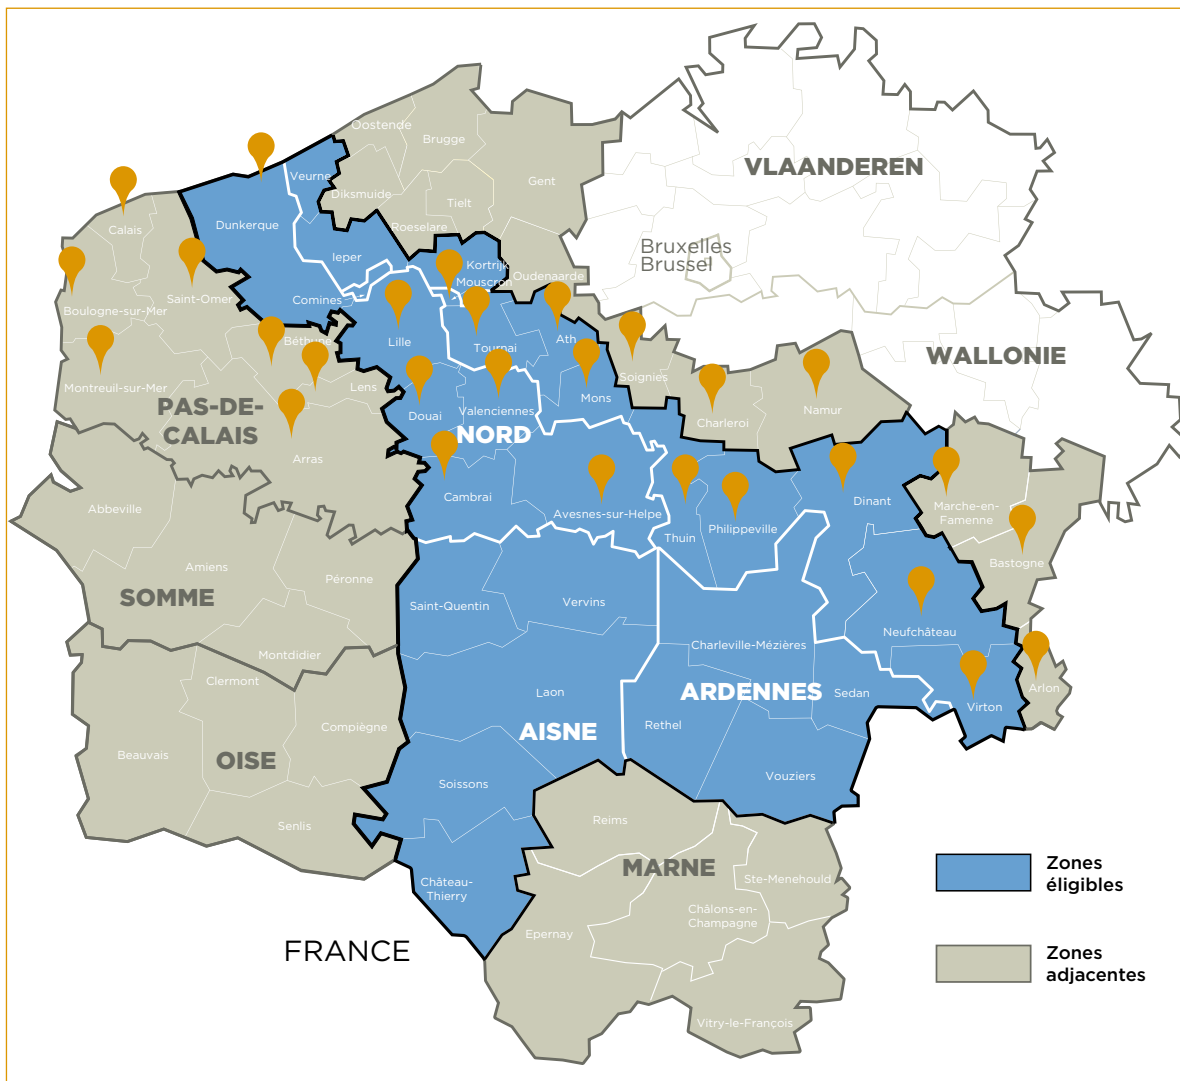 Oostende
Brugge
VLAANDEREN
Veurne
Diksmuide
Gent
Tielt
Calais
Dunkerque
Roeselare
Ieper
Bruxelles
Brussel
Kortrijk
Mouscron
Oudenaarde
Saint-Omer
Comines
Boulogne-sur-Mer
Béthune
Lille
Tournai
Ath
WALLONIE
Soignies
Montreuil-sur-Mer
Lens
Mons
PAS-DE-
CALAIS
Douai
Valenciennes
NORD
Charleroi
Namur
Arras
Cambrai
Dinant
Abbeville
Avesnes-sur-Helpe
Philippeville
Marche-en-
Famenne
Thuin
Bastogne
Amiens
Péronne
SOMME
Saint-Quentin
Vervins
Neufchâteau
Charleville-Mézières
Montdidier
Clermont
Laon
ARDENNES
Sedan
Arlon
Virton
Compiègne
Rethel
AISNE
Beauvais
OISE
Vouziers
Soissons
Senlis
Reims
MARNE
Château-
Thierry
Ste-Menehould
Châlons-en-
Champagne
Epernay
FRANCE
Vitry-le-François
Zones
éligibles
Zones
adjacentes